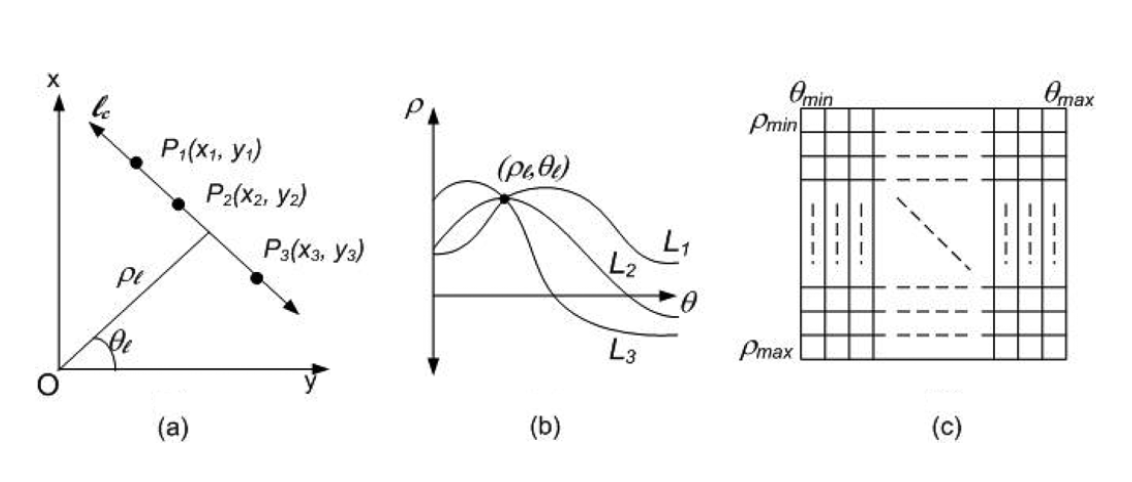 x
ℓc
P1(x1, y1)
P2(x2, y2)
P3(x3, y3)
ρℓ
θℓ
O
y
(a)
ρ
(ρℓ,θℓ)
L1
L2
θ
L3
(b)
θmin
θmax
ρmin
ρmax
(c)